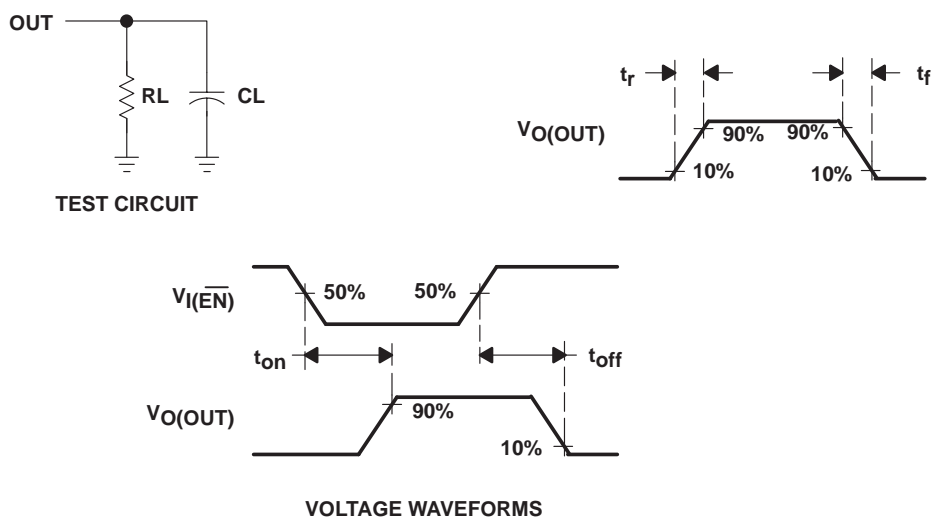 OUT
RL CL
TEST CIRCUIT
tr tf
VO(OUT)
90% 90%
10% 10%
VI(E̅N̅)
50% 50%
ton toff
VO(OUT)
90%
10%
VOLTAGE WAVEFORMS